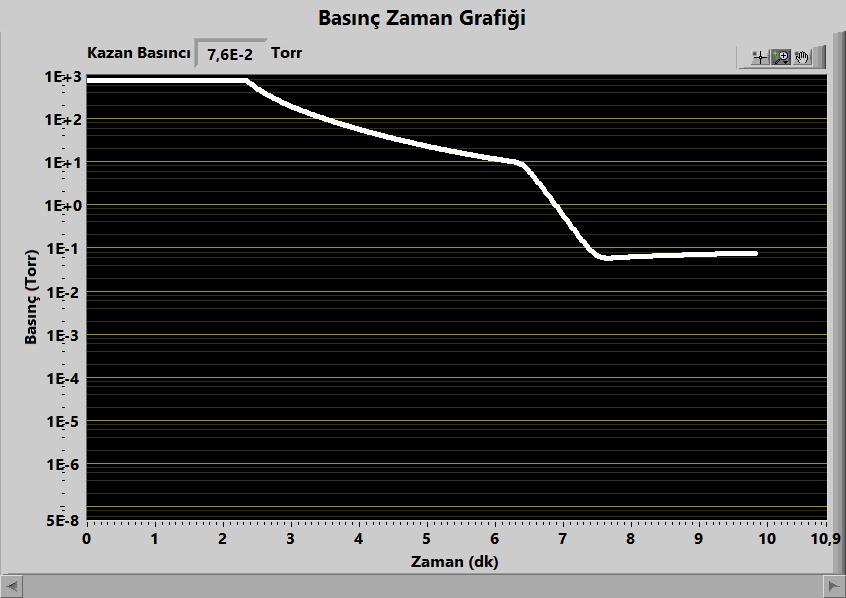 Basınç Zaman Grafiği
Kazan Basıncı 7,6E-2 Torr
1E+3
1E+2
1E+1
1E+0
1E-1
1E-2
1E-3
1E-4
1E-5
1E-6
5E-8
Basınç (Torr)
0 1 2 3 4 5 6 7 8 9 10 10,9
Zaman (dk)